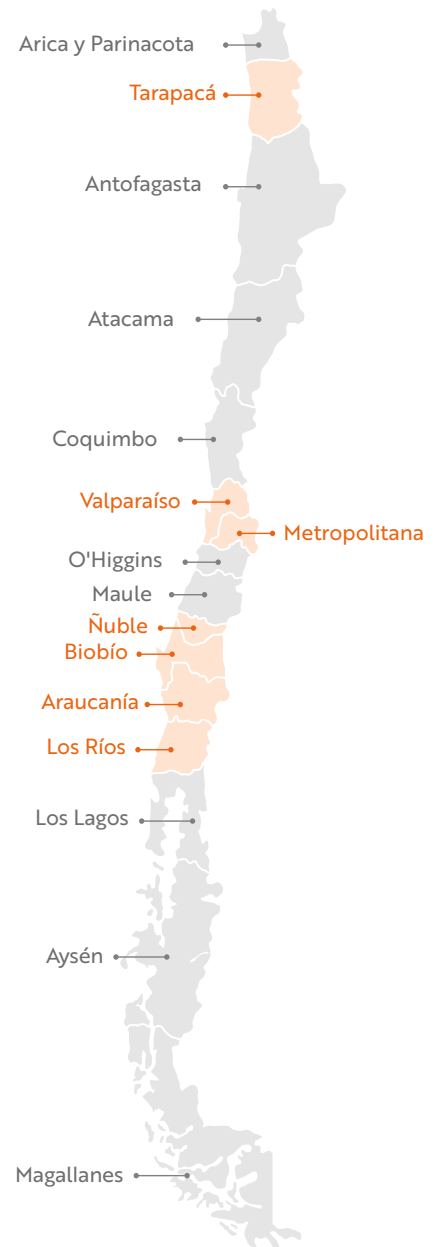 Arica y Parinacota
Tarapacá
Antofagasta
Atacama
Coquimbo
Valparaíso
Metropolitana
O'Higgins
Maule
Ñuble
Biobío
Araucanía
Los Ríos
Los Lagos
Aysén
Magallanes